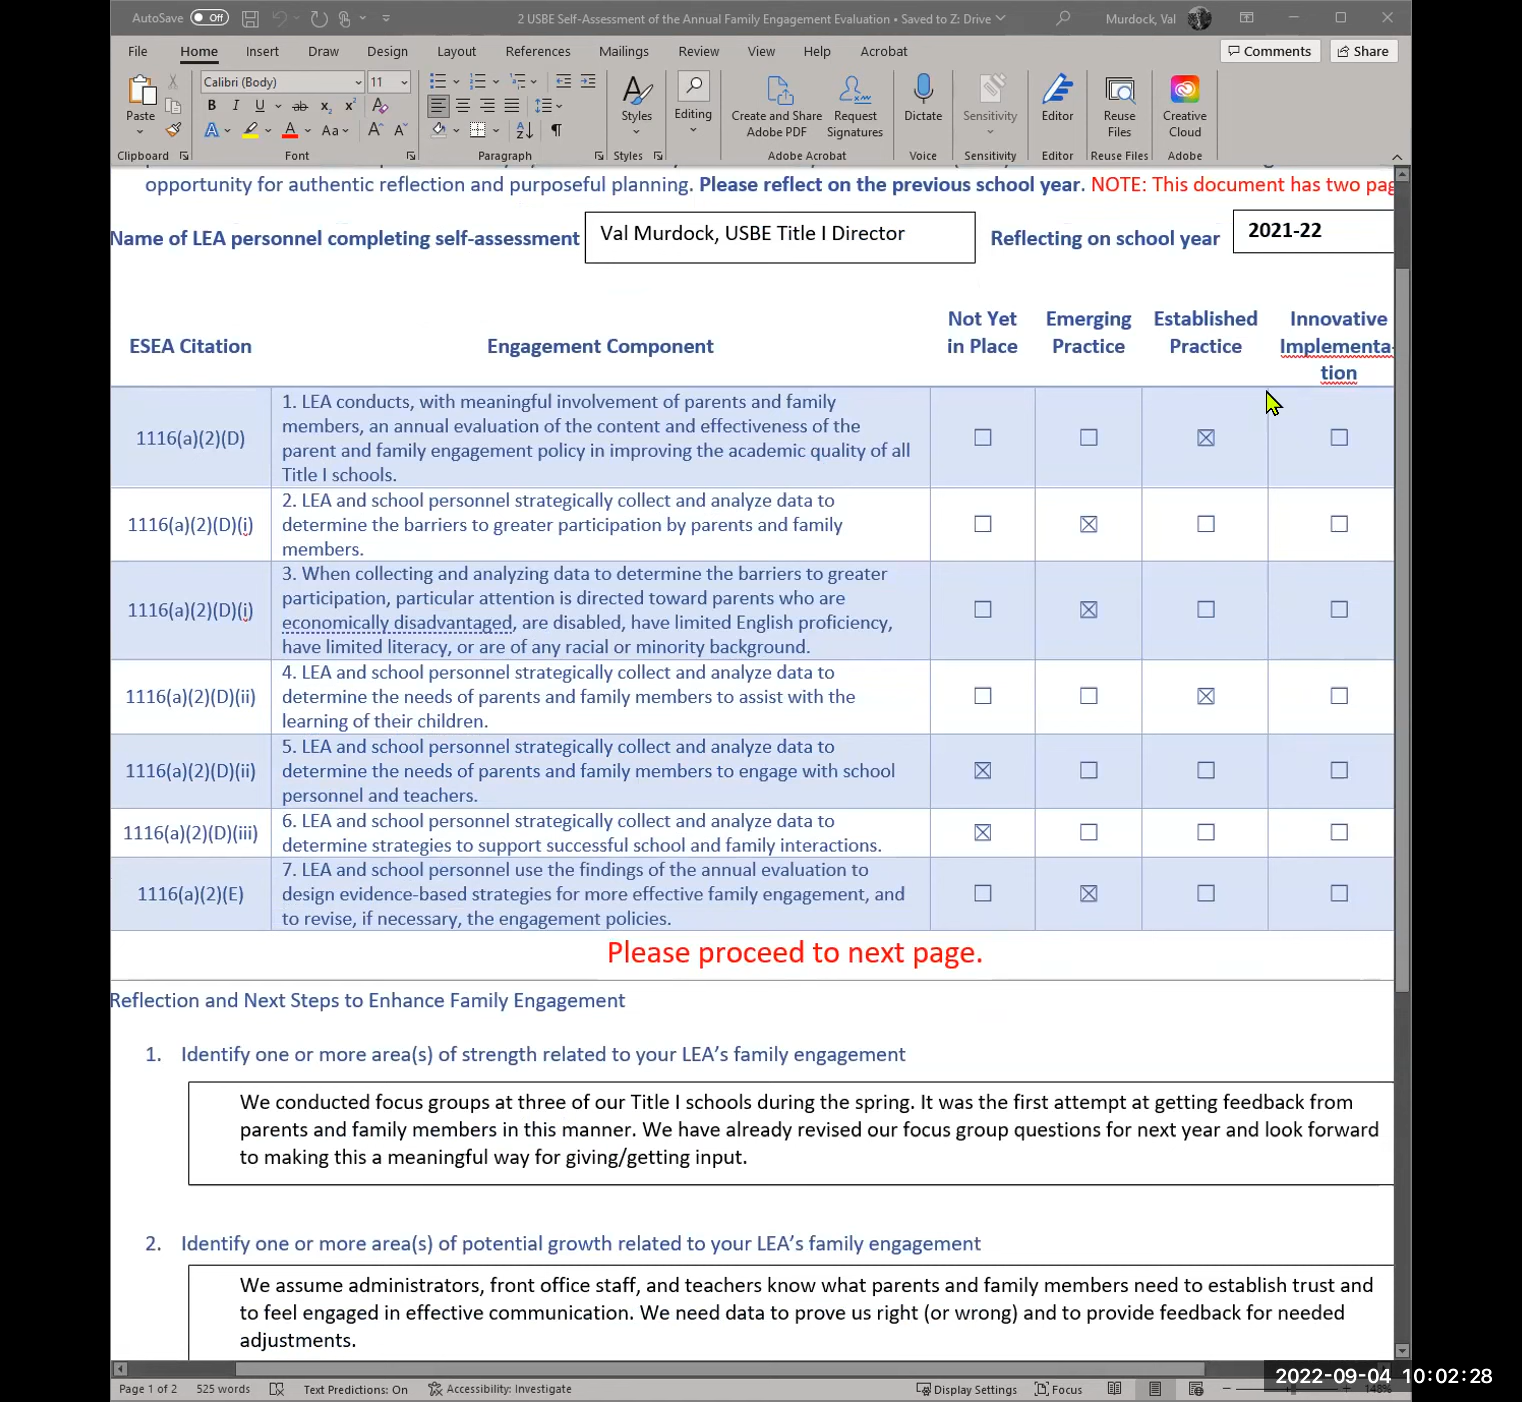 AutoSave Off 2 USBE Self-Assessment of the Annual Family Engagement Evaluation • Saved to Z: Drive Murdock, Val
File Home Insert Draw Design Layout References Mailings Review View Help Acrobat Comments Share
Calibri (Body) 11
Paste
Styles
Editing
Create and Share Adobe PDF
Request Signatures
Dictate
Sensitivity
Editor
Reuse Files
Creative Cloud
Clipboard Font Paragraph Styles Adobe Acrobat Voice Sensitivity Editor Reuse Files Adobe
opportunity for authentic reflection and purposeful planning. Please reflect on the previous school year. NOTE: This document has two pag
Name of LEA personnel completing self-assessment Val Murdock, USBE Title I Director Reflecting on school year 2021-22
ESEA Citation
Engagement Component
Not Yet in Place
Emerging Practice
Established Practice
Innovative Implementa-
tion
1116(a)(2)(D)
1. LEA conducts, with meaningful involvement of parents and family
members, an annual evaluation of the content and effectiveness of the
parent and family engagement policy in improving the academic quality of all
Title I schools.
☐ ☐ ☒ ☐
1116(a)(2)(D)(i)
2. LEA and school personnel strategically collect and analyze data to
determine the barriers to greater participation by parents and family
members.
☐ ☒ ☐ ☐
1116(a)(2)(D)(i)
3. When collecting and analyzing data to determine the barriers to greater
participation, particular attention is directed toward parents who are
economically disadvantaged, are disabled, have limited English proficiency,
have limited literacy, or are of any racial or minority background.
☐ ☒ ☐ ☐
1116(a)(2)(D)(ii)
4. LEA and school personnel strategically collect and analyze data to
determine the needs of parents and family members to assist with the
learning of their children.
☐ ☐ ☒ ☐
1116(a)(2)(D)(ii)
5. LEA and school personnel strategically collect and analyze data to
determine the needs of parents and family members to engage with school
personnel and teachers.
☒ ☐ ☐ ☐
1116(a)(2)(D)(iii)
6. LEA and school personnel strategically collect and analyze data to
determine strategies to support successful school and family interactions.
☒ ☐ ☐ ☐
1116(a)(2)(E)
7. LEA and school personnel use the findings of the annual evaluation to
design evidence-based strategies for more effective family engagement, and
to revise, if necessary, the engagement policies.
☐ ☒ ☐ ☐
Please proceed to next page.
Reflection and Next Steps to Enhance Family Engagement
1. Identify one or more area(s) of strength related to your LEA's family engagement
We conducted focus groups at three of our Title I schools during the spring. It was the first attempt at getting feedback from
parents and family members in this manner. We have already revised our focus group questions for next year and look forward
to making this a meaningful way for giving/getting input.
2. Identify one or more area(s) of potential growth related to your LEA's family engagement
We assume administrators, front office staff, and teachers know what parents and family members need to establish trust and
to feel engaged in effective communication. We need data to prove us right (or wrong) and to provide feedback for needed
adjustments.
2022-09-04 10:02:28
Page 1 of 2 525 words Text Predictions: On Accessibility: Investigate Display Settings Focus 148%